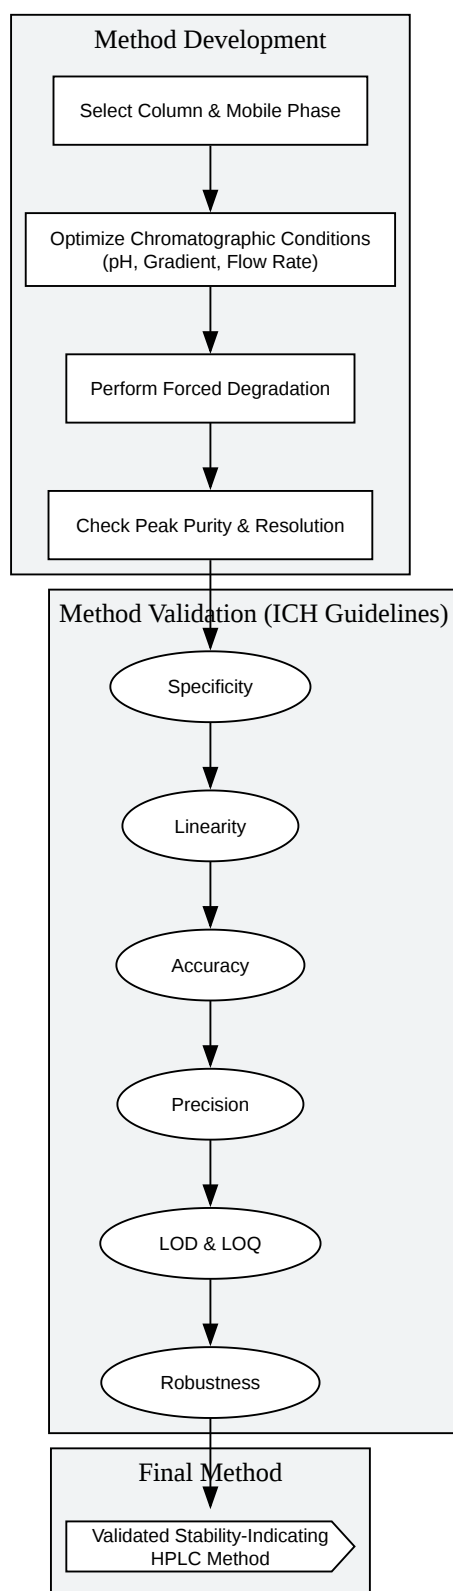 Method Development
Select Column & Mobile Phase
Optimize Chromatographic Conditions
(pH, Gradient, Flow Rate)
Perform Forced Degradation
Check Peak Purity & Resolution
Method Validation (ICH Guidelines)
Specificity
Linearity
Accuracy
Precision
LOD & LOQ
Robustness
Final Method
Validated Stability-Indicating
HPLC Method